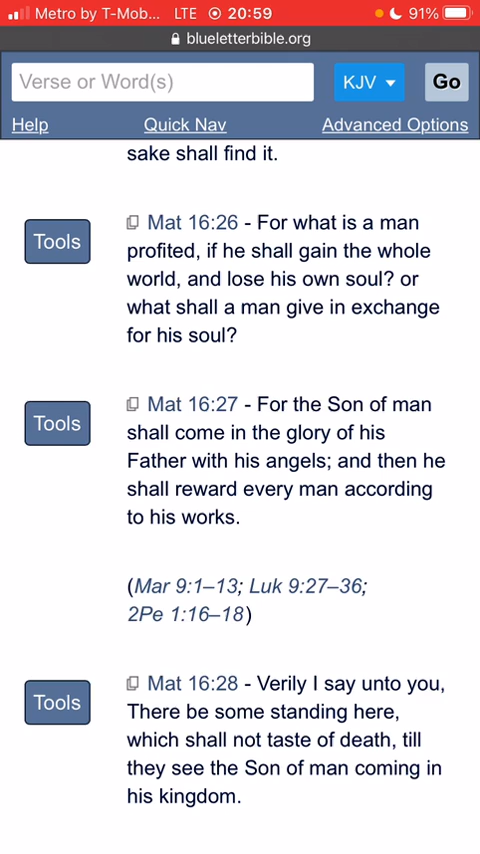 Metro by T-Mob... LTE 20:59 91%
blueletterbible.org
Verse or Word(s) KJV Go
Help Quick Nav Advanced Options
sake shall find it.
Tools
Mat 16:26 - For what is a man
profited, if he shall gain the whole
world, and lose his own soul? or
what shall a man give in exchange
for his soul?
Tools
Mat 16:27 - For the Son of man
shall come in the glory of his
Father with his angels; and then he
shall reward every man according
to his works.
(Mar 9:1–13; Luk 9:27–36;
2Pe 1:16–18)
Tools
Mat 16:28 - Verily I say unto you,
There be some standing here,
which shall not taste of death, till
they see the Son of man coming in
his kingdom.